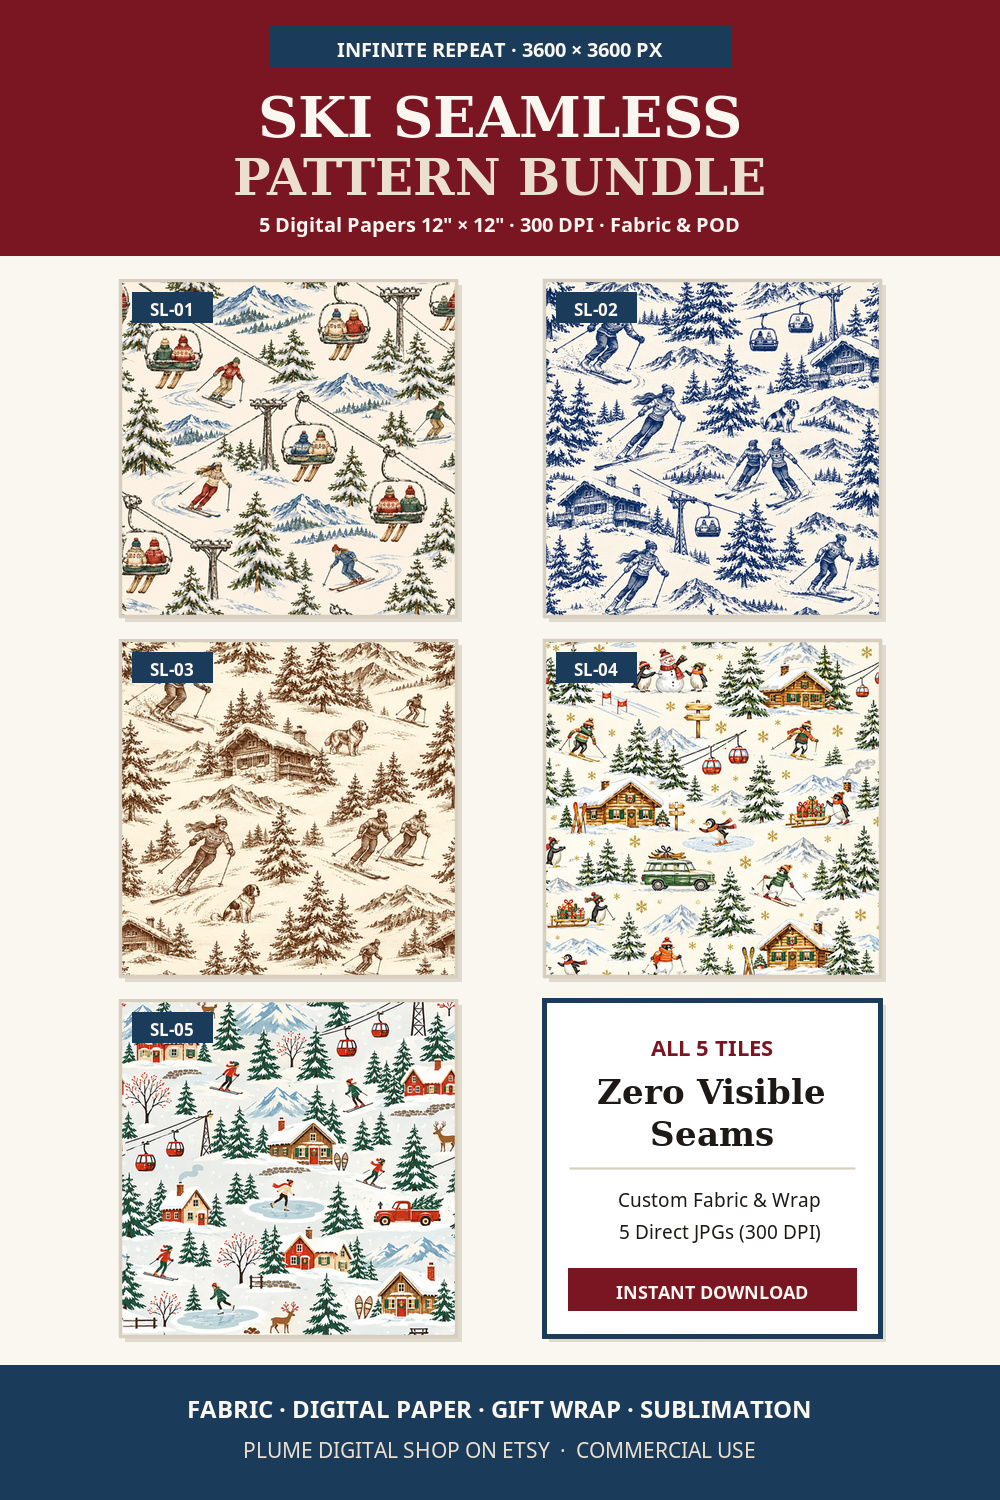 INFINITE REPEAT · 3600 × 3600 PX
SKI SEAMLESS
PATTERN BUNDLE
5 Digital Papers 12" × 12" · 300 DPI · Fabric & POD
SL-01
SL-02
SL-03
SL-04
SL-05
ALL 5 TILES
Zero Visible
Seams
Custom Fabric & Wrap
5 Direct JPGs (300 DPI)
INSTANT DOWNLOAD
FABRIC · DIGITAL PAPER · GIFT WRAP · SUBLIMATION
PLUME DIGITAL SHOP ON ETSY · COMMERCIAL USE